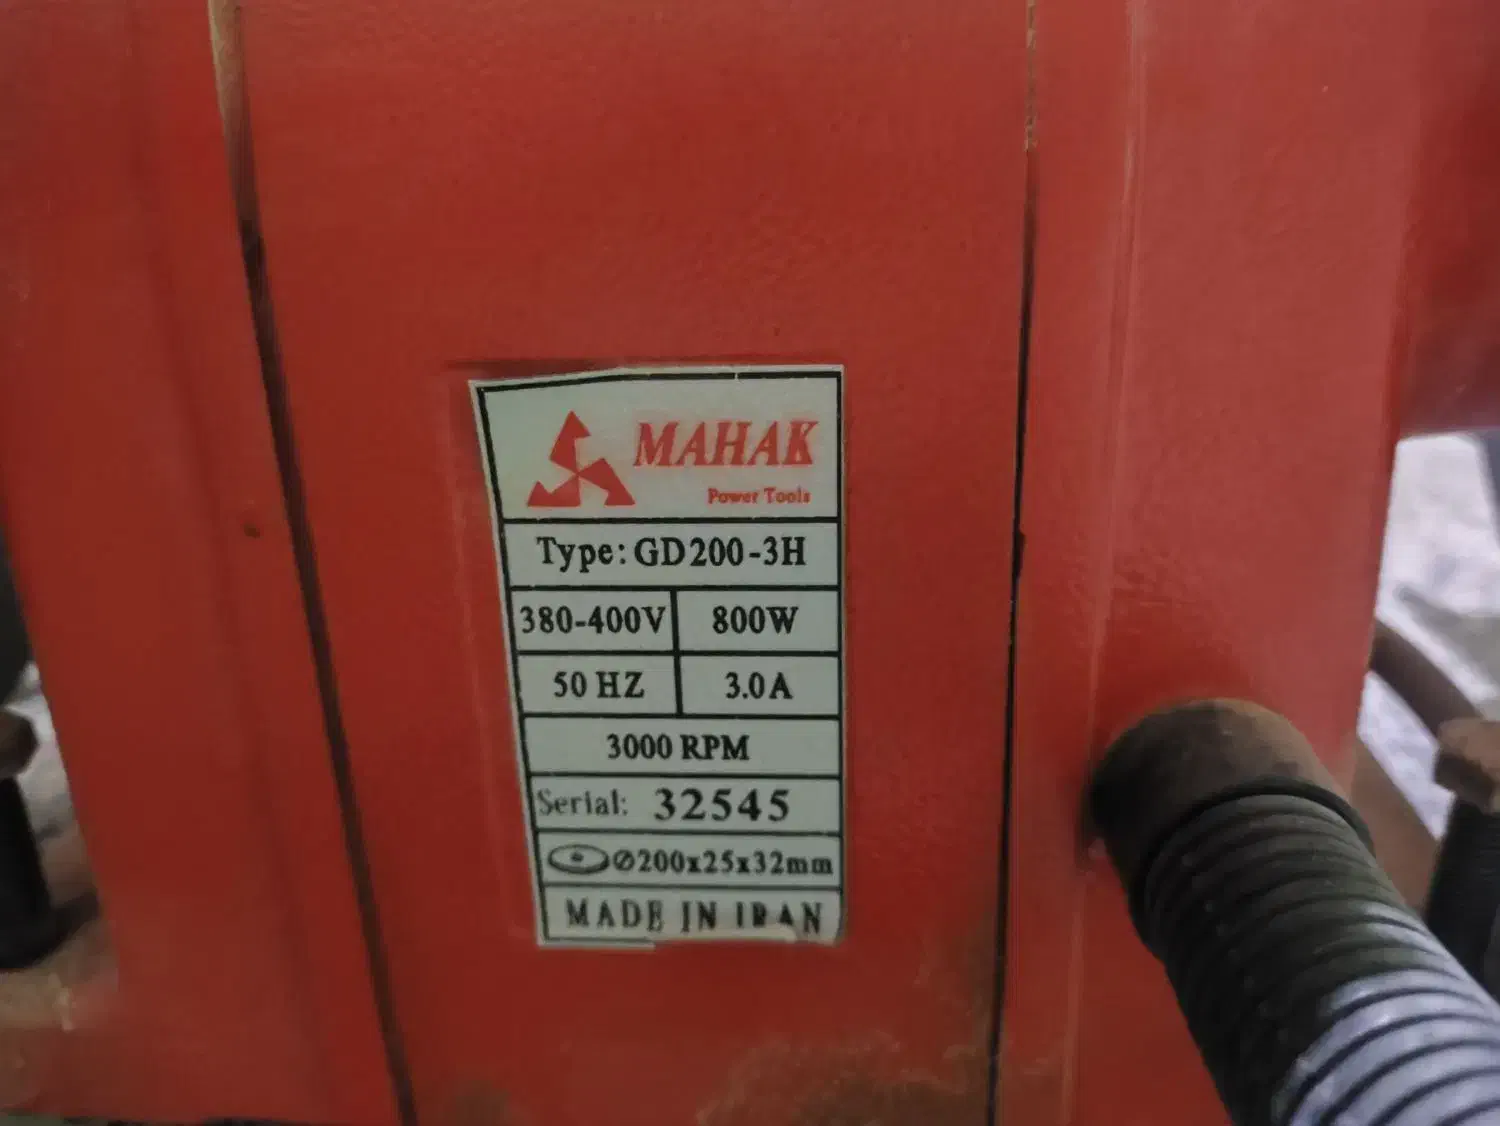 MAHAK
Power Tools
Type: GD200-3H
380-400V 800W
50 HZ 3.0A
3000 RPM
Serial: 32545
Ø200x25x32mm
MADE IN IRAN